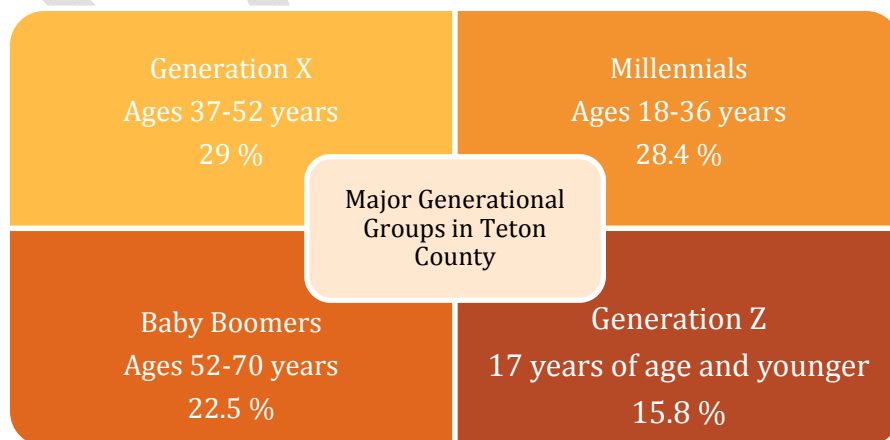 Generation X
Ages 37-52 years
29 %
Millennials
Ages 18-36 years
28.4 %
Major Generational
Groups in Teton
County
Baby Boomers
Ages 52-70 years
22.5 %
Generation Z
17 years of age and younger
15.8 %